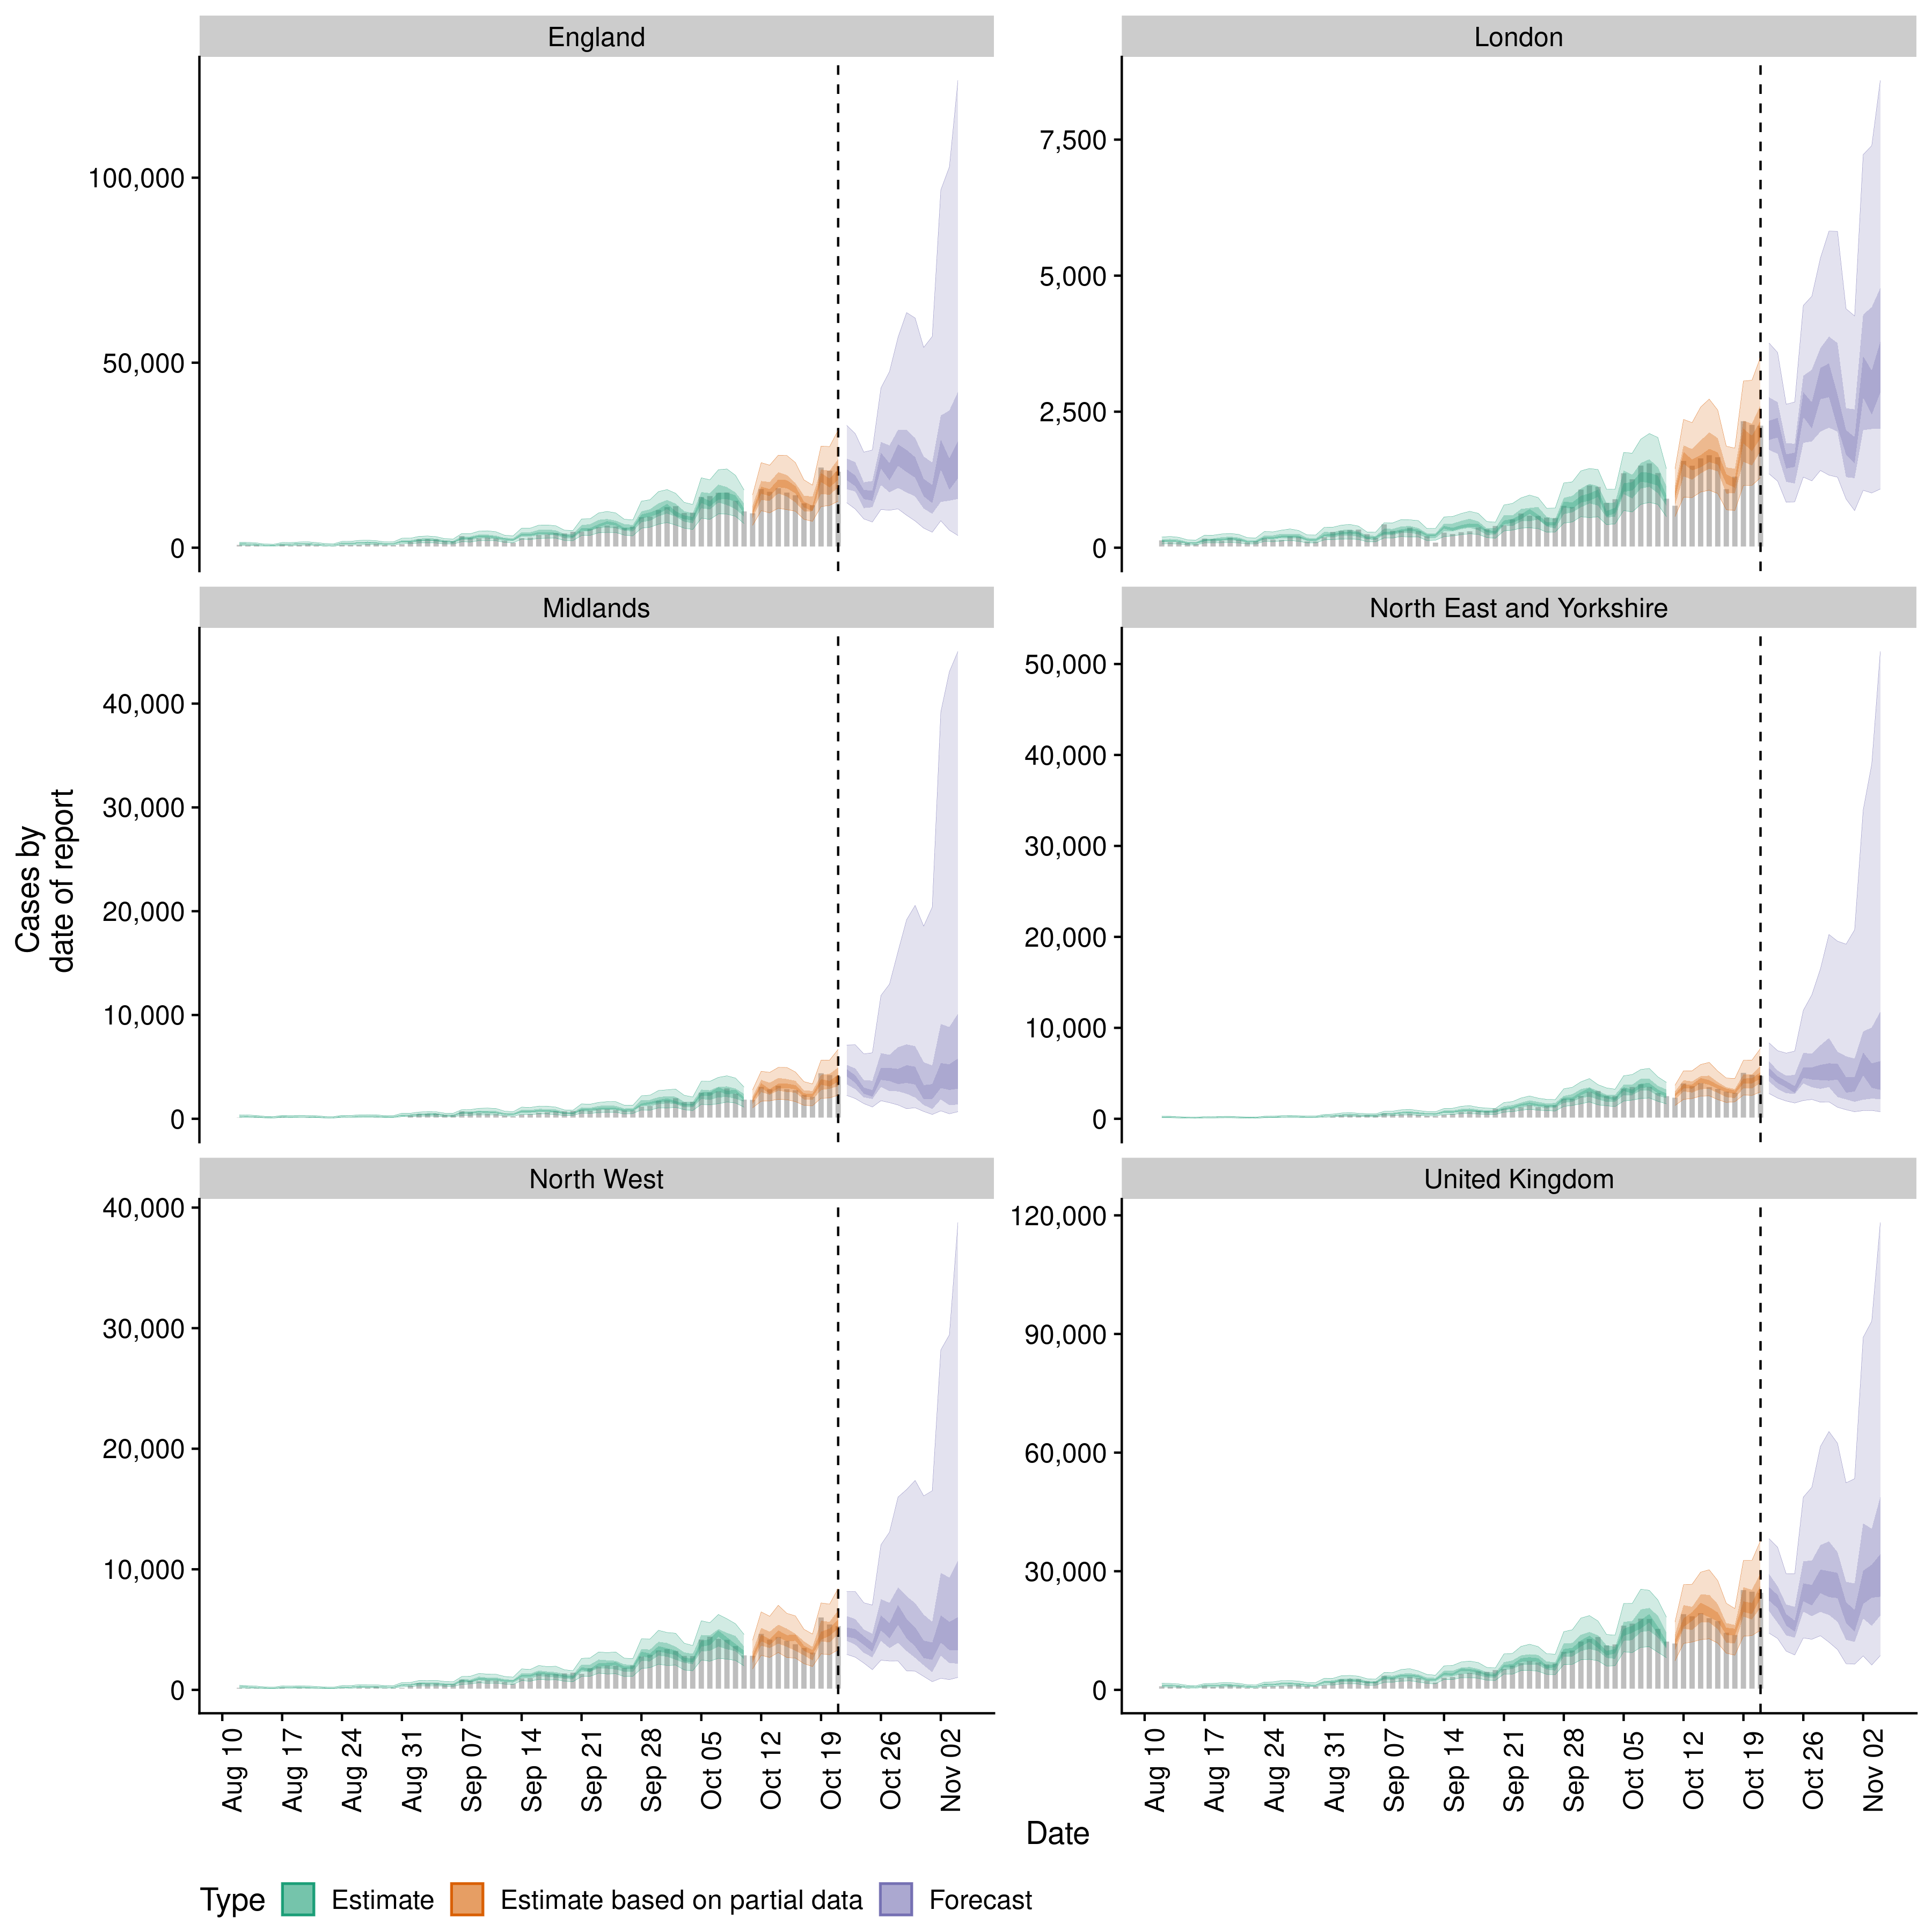 England
London
100,000
50,000
0
7,500
5,000
2,500
0
Midlands
North East and Yorkshire
40,000
30,000
20,000
10,000
0
50,000
40,000
30,000
20,000
10,000
0
Cases by
date of report
North West
United Kingdom
40,000
30,000
20,000
10,000
0
120,000
90,000
60,000
30,000
0
Aug 10
Aug 17
Aug 24
Aug 31
Sep 07
Sep 14
Sep 21
Sep 28
Oct 05
Oct 12
Oct 19
Oct 26
Nov 02
Aug 10
Aug 17
Aug 24
Aug 31
Sep 07
Sep 14
Sep 21
Sep 28
Oct 05
Oct 12
Oct 19
Oct 26
Nov 02
Date
Type Estimate Estimate based on partial data Forecast